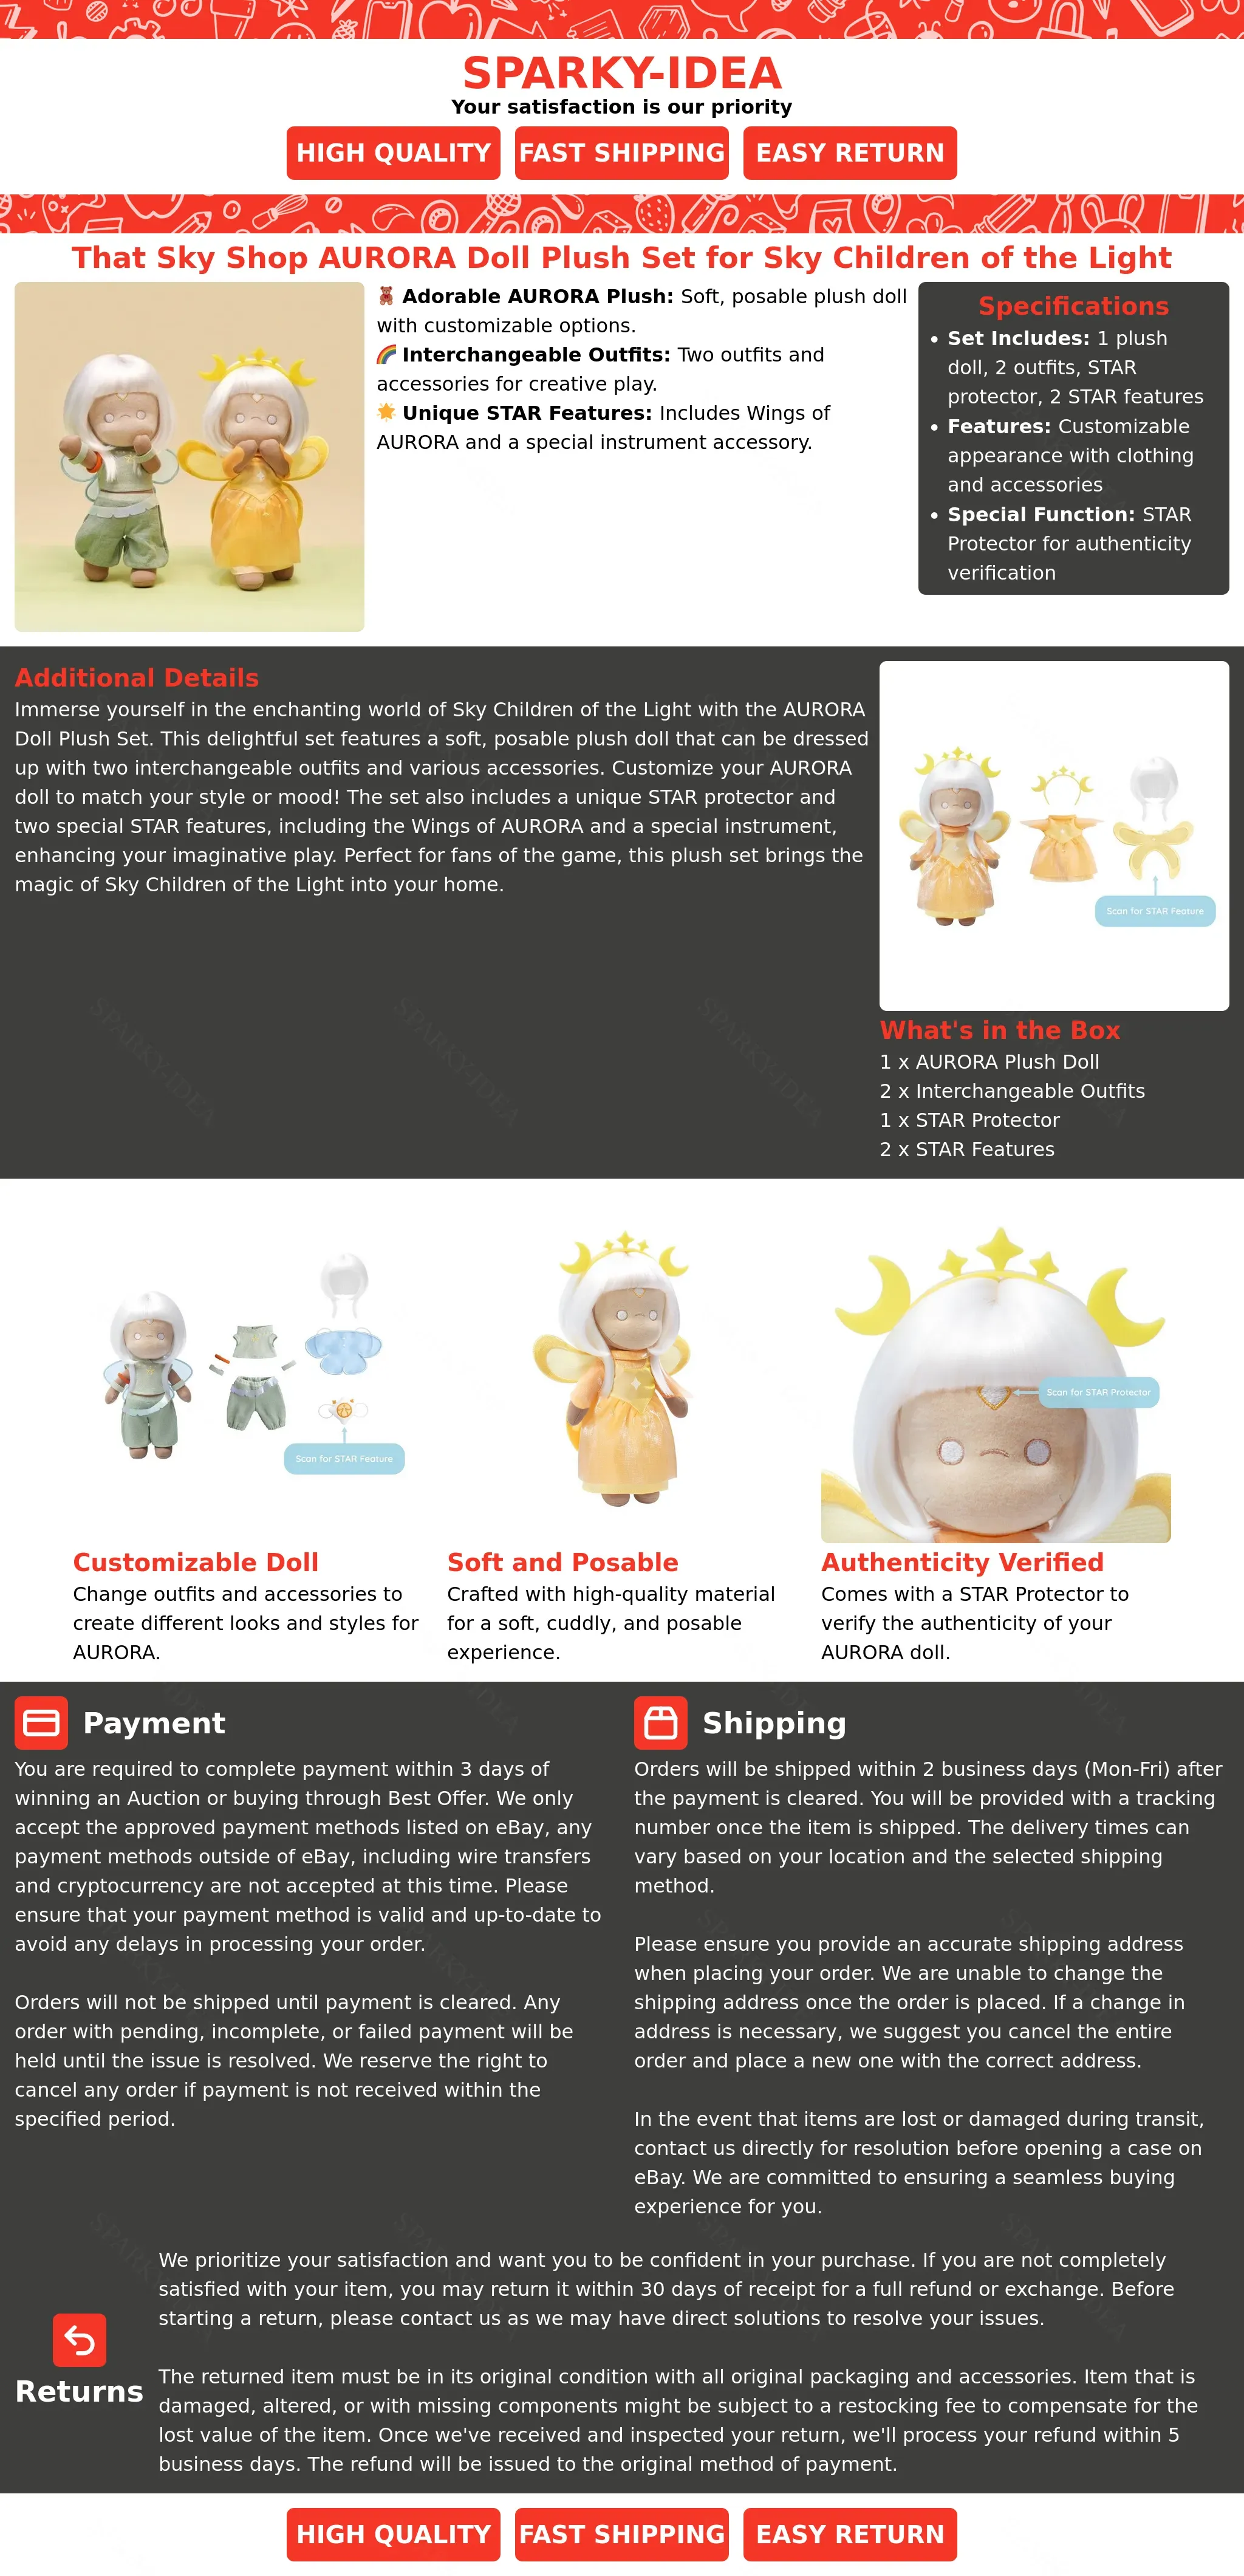 SPARKY-IDEA
Your satisfaction is our priority
HIGH QUALITY
FAST SHIPPING
EASY RETURN
That Sky Shop AURORA Doll Plush Set for Sky Children of the Light
🧸 Adorable AURORA Plush: Soft, posable plush doll
with customizable options.
🌈 Interchangeable Outfits: Two outfits and
accessories for creative play.
🌟 Unique STAR Features: Includes Wings of
AURORA and a special instrument accessory.
Specifications
• Set Includes: 1 plush
doll, 2 outfits, STAR
protector, 2 STAR features
• Features: Customizable
appearance with clothing
and accessories
• Special Function: STAR
Protector for authenticity
verification
Additional Details
Immerse yourself in the enchanting world of Sky Children of the Light with the AURORA
Doll Plush Set. This delightful set features a soft, posable plush doll that can be dressed
up with two interchangeable outfits and various accessories. Customize your AURORA
doll to match your style or mood! The set also includes a unique STAR protector and
two special STAR features, including the Wings of AURORA and a special instrument,
enhancing your imaginative play. Perfect for fans of the game, this plush set brings the
magic of Sky Children of the Light into your home.
Scan for STAR Feature
What's in the Box
1 x AURORA Plush Doll
2 x Interchangeable Outfits
1 x STAR Protector
2 x STAR Features
SPARKY-IDEA
SPARKY-IDEA
SPARKY-IDEA
Scan for STAR Feature
Scan for STAR Protector
Customizable Doll
Change outfits and accessories to
create different looks and styles for
AURORA.
Soft and Posable
Crafted with high-quality material
for a soft, cuddly, and posable
experience.
Authenticity Verified
Comes with a STAR Protector to
verify the authenticity of your
AURORA doll.
Payment
You are required to complete payment within 3 days of
winning an Auction or buying through Best Offer. We only
accept the approved payment methods listed on eBay, any
payment methods outside of eBay, including wire transfers
and cryptocurrency are not accepted at this time. Please
ensure that your payment method is valid and up-to-date to
avoid any delays in processing your order.
Orders will not be shipped until payment is cleared. Any
order with pending, incomplete, or failed payment will be
held until the issue is resolved. We reserve the right to
cancel any order if payment is not received within the
specified period.
Shipping
Orders will be shipped within 2 business days (Mon-Fri) after
the payment is cleared. You will be provided with a tracking
number once the item is shipped. The delivery times can
vary based on your location and the selected shipping
method.
Please ensure you provide an accurate shipping address
when placing your order. We are unable to change the
shipping address once the order is placed. If a change in
address is necessary, we suggest you cancel the entire
order and place a new one with the correct address.
In the event that items are lost or damaged during transit,
contact us directly for resolution before opening a case on
eBay. We are committed to ensuring a seamless buying
experience for you.
Returns
We prioritize your satisfaction and want you to be confident in your purchase. If you are not completely
satisfied with your item, you may return it within 30 days of receipt for a full refund or exchange. Before
starting a return, please contact us as we may have direct solutions to resolve your issues.
The returned item must be in its original condition with all original packaging and accessories. Item that is
damaged, altered, or with missing components might be subject to a restocking fee to compensate for the
lost value of the item. Once we've received and inspected your return, we'll process your refund within 5
business days. The refund will be issued to the original method of payment.
HIGH QUALITY
FAST SHIPPING
EASY RETURN